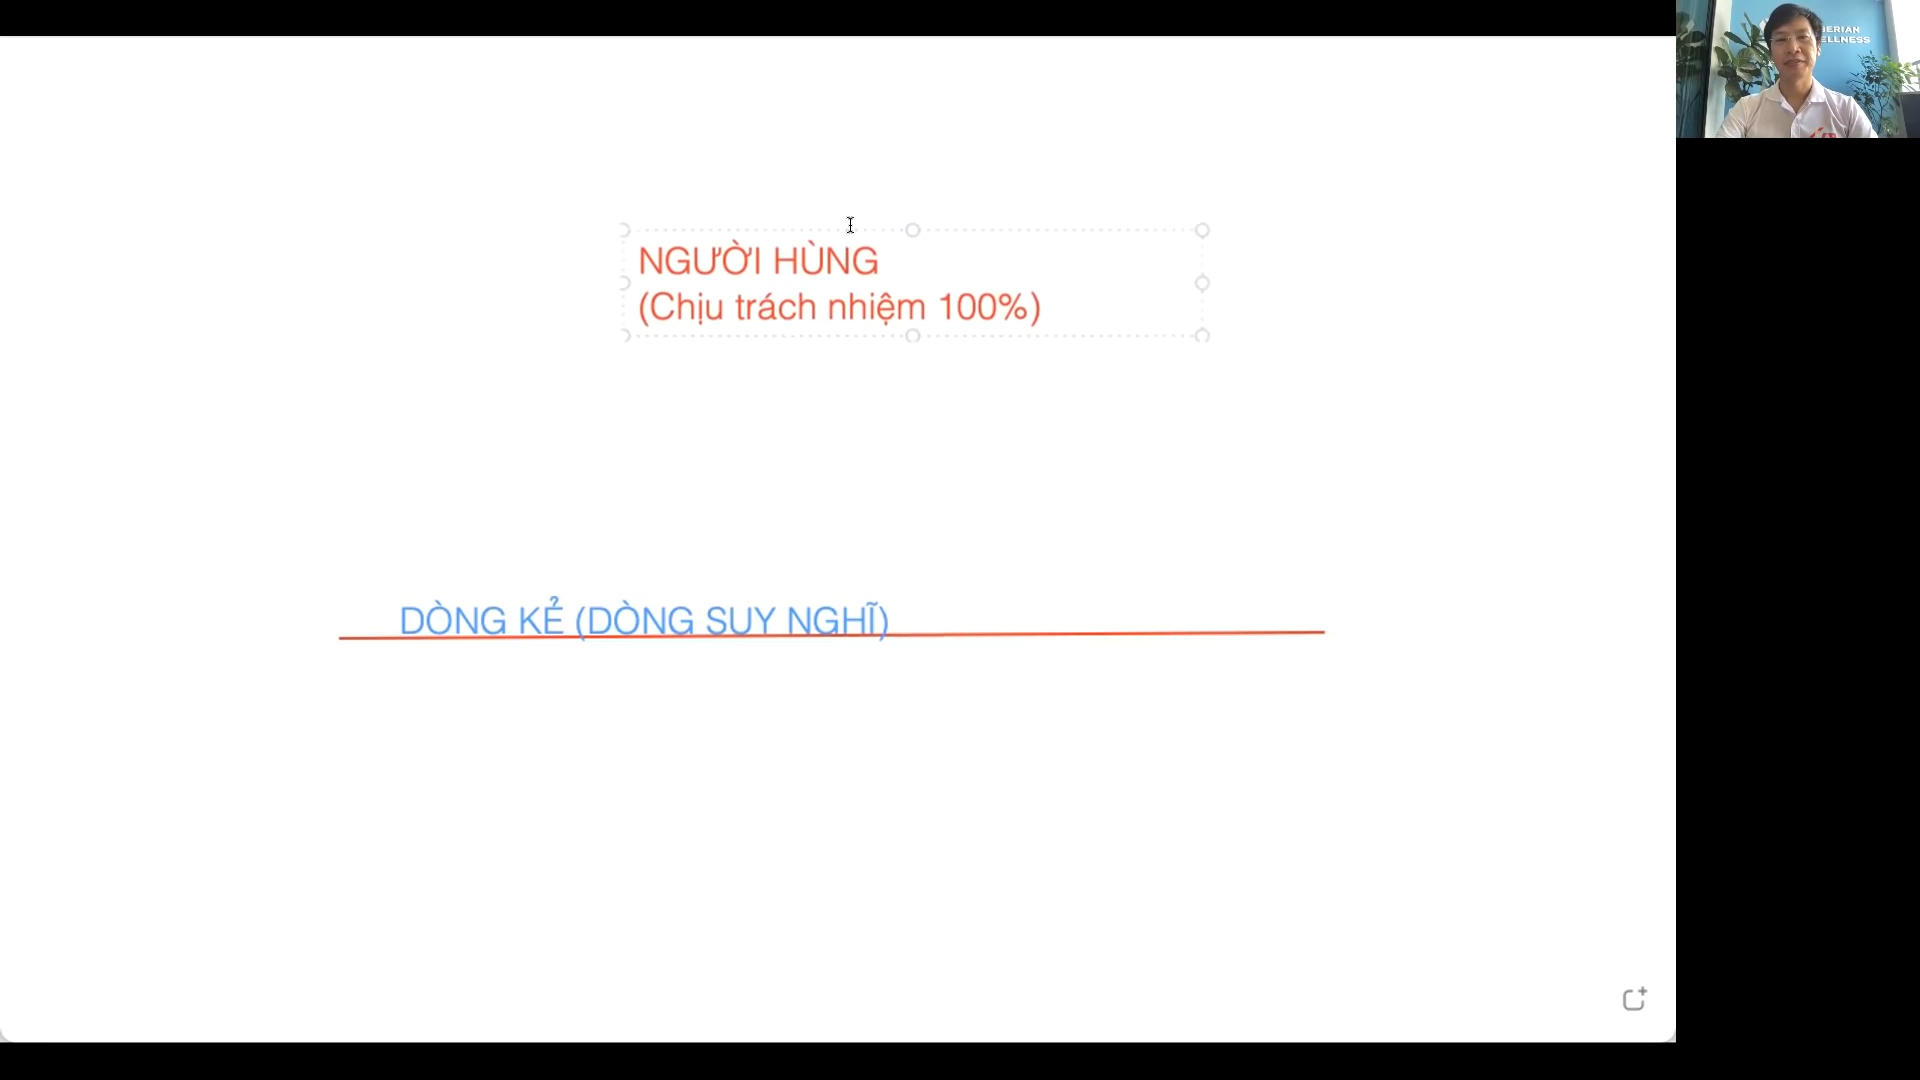 NGƯỜI HÙNG
(Chịu trách nhiệm 100%)
DÒNG KẺ (DÒNG SUY NGHĨ)